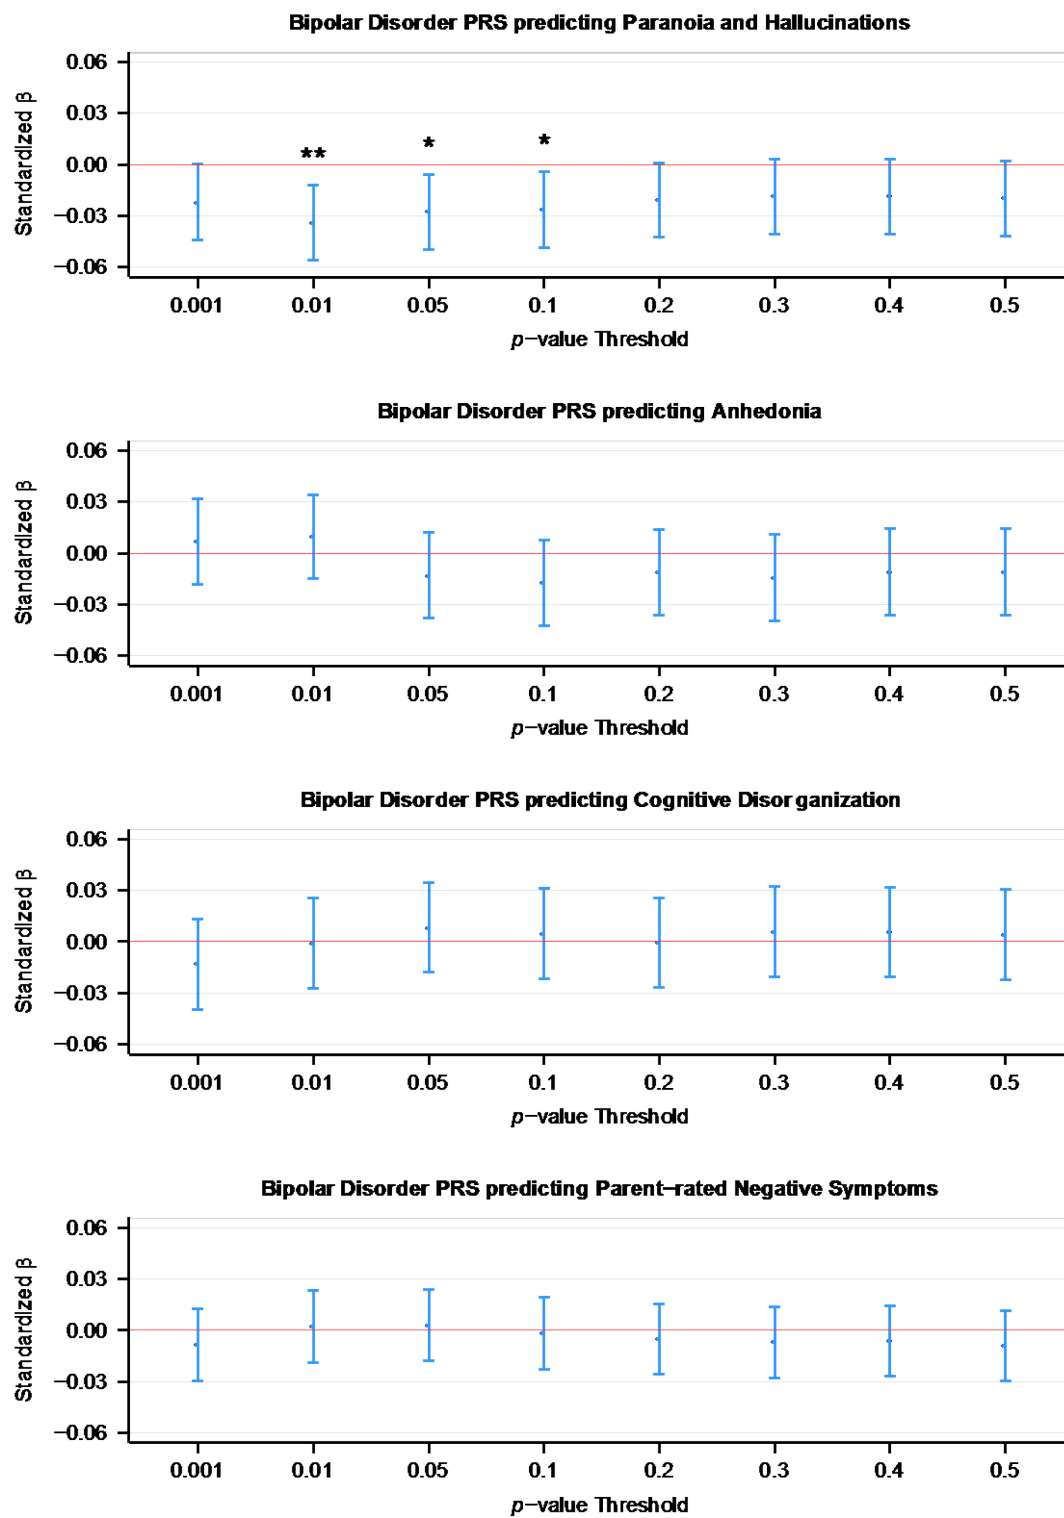 Bipolar Disorder PRS predicting Paranoia and Hallucinations
Standardized β
0.06
0.03
0.00
−0.03
−0.06
** * *
0.001 0.01 0.05 0.1 0.2 0.3 0.4 0.5
p−value Threshold
Bipolar Disorder PRS predicting Anhedonia
Standardized β
0.06
0.03
0.00
−0.03
−0.06
0.001 0.01 0.05 0.1 0.2 0.3 0.4 0.5
p−value Threshold
Bipolar Disorder PRS predicting Cognitive Disorganization
Standardized β
0.06
0.03
0.00
−0.03
−0.06
0.001 0.01 0.05 0.1 0.2 0.3 0.4 0.5
p−value Threshold
Bipolar Disorder PRS predicting Parent−rated Negative Symptoms
Standardized β
0.06
0.03
0.00
−0.03
−0.06
0.001 0.01 0.05 0.1 0.2 0.3 0.4 0.5
p−value Threshold